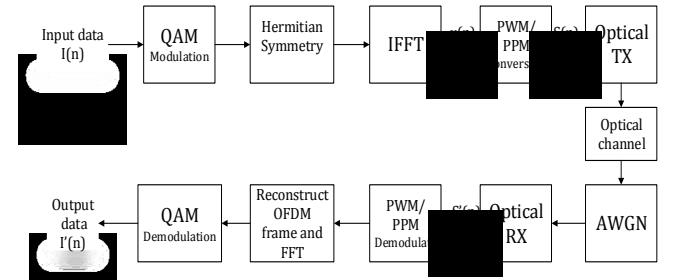 Input data
I(n)
QAM
Modulation
Hermitian
Symmetry
IFFT
PWM/
PPM
Optical
TX
Optical
channel
AWGN
Optical
RX
PWM/
PPM
Reconstruct
OFDM
frame and
FFT
QAM
Demodulation
Output
data
I'(n)